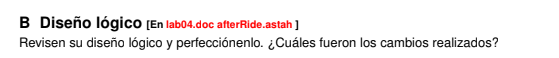 B Diseño lógico [En lab04.doc afterRide.astah ]
Revisen su diseño lógico y perfecciónenlo. ¿Cuáles fueron los cambios realizados?